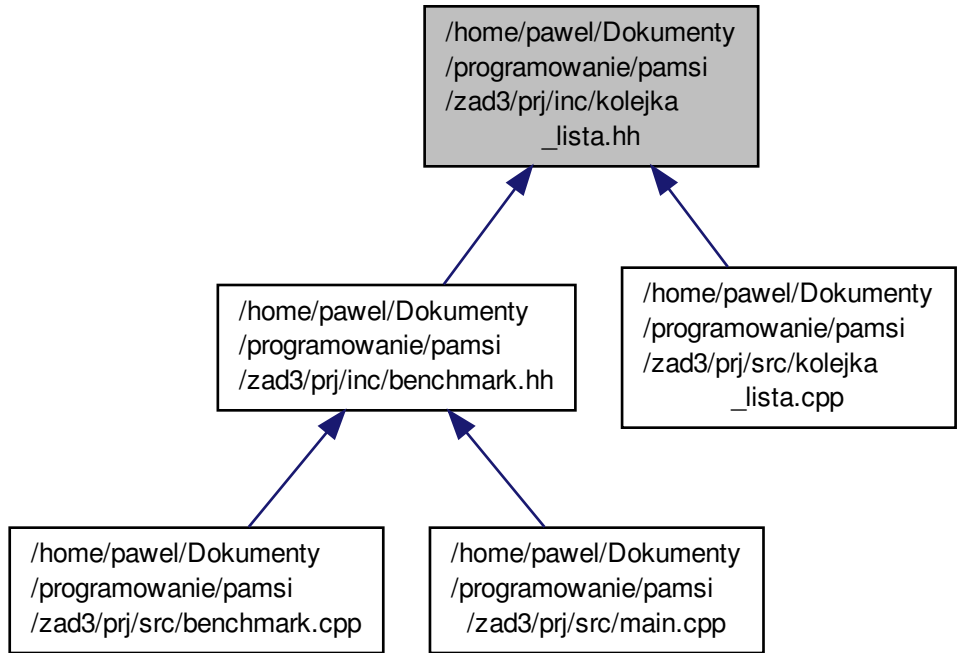 /home/pawel/Dokumenty
/programowanie/pamsi
/zad3/prj/inc/kolejka
_lista.hh
/home/pawel/Dokumenty
/programowanie/pamsi
/zad3/prj/inc/benchmark.hh
/home/pawel/Dokumenty
/programowanie/pamsi
/zad3/prj/src/kolejka
_lista.cpp
/home/pawel/Dokumenty
/programowanie/pamsi
/zad3/prj/src/benchmark.cpp
/home/pawel/Dokumenty
/programowanie/pamsi
/zad3/prj/src/main.cpp